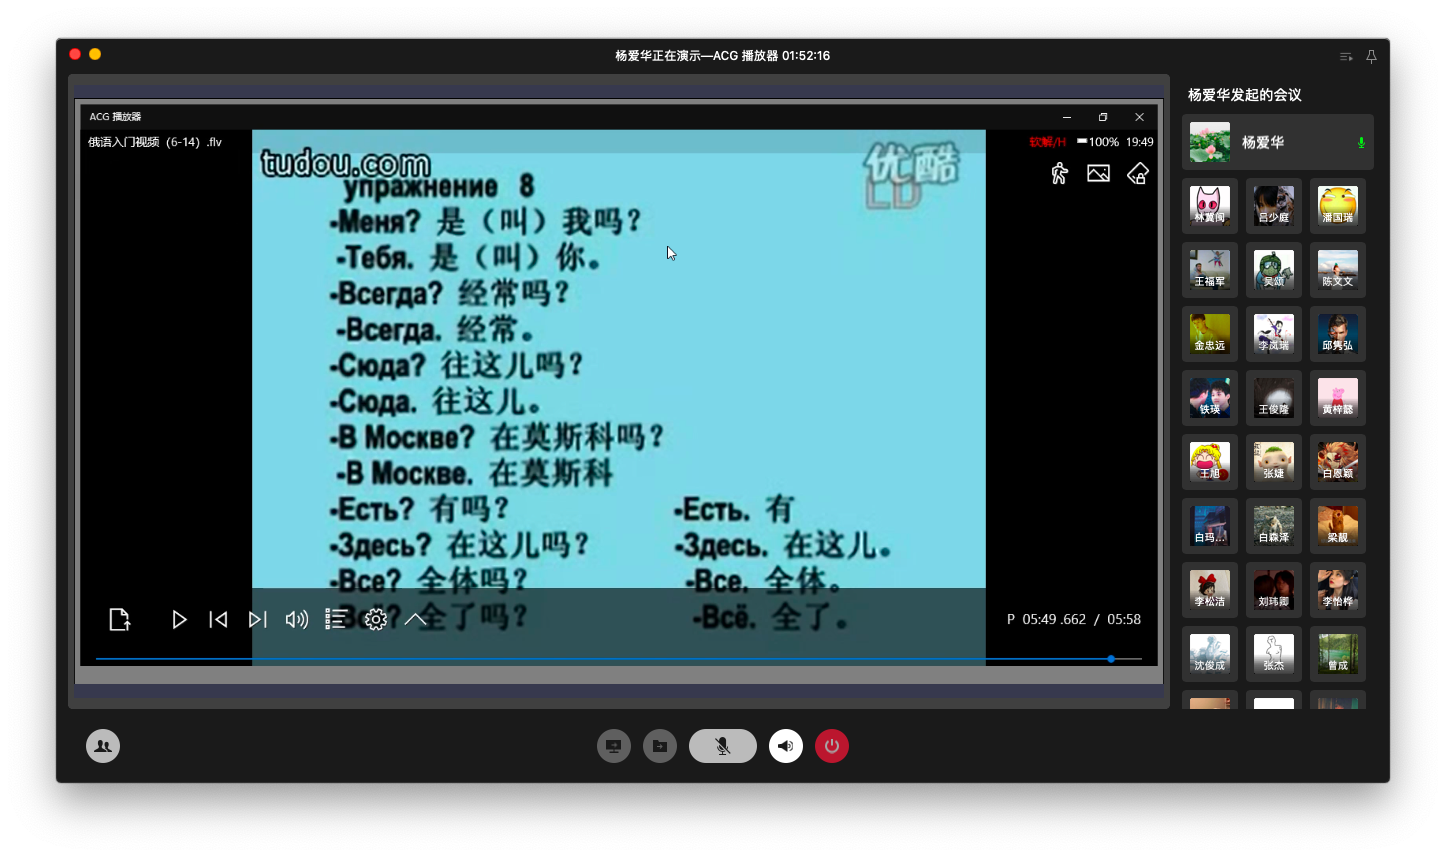 杨爱华正在演示—ACG 播放器 01:52:16
杨爱华发起的会议
杨爱华
ACG 播放器
俄语入门视频（6-14）.flv
软解/H 100% 19:49
tudou.com
优酷
LD
упражнение 8
-Меня? 是（叫）我吗？
-Тебя. 是（叫）你。
-Всегда? 经常吗？
-Всегда. 经常。
-Сюда? 往这儿吗？
-Сюда. 往这儿。
-В Москве? 在莫斯科吗？
-В Москве. 在莫斯科
-Есть? 有吗？ -Есть. 有
-Здесь? 在这儿吗？ -Здесь. 在这儿。
-Все? 全体吗？ -Все. 全体。
全了吗？ -Всё. 全了。
P 05:49 .662 / 05:58
林冀闽 吕少庭 潘国瑞
王福军 吴颂 陈文文
金忠远 李岚瑞 邱隽弘
铁瑛 王俊隆 黄梓懿
王旭 张婕 白恩颖
白玛... 白森泽 梁靓
李松洁 刘玮卿 李怡桦
沈俊成 张杰 曾成